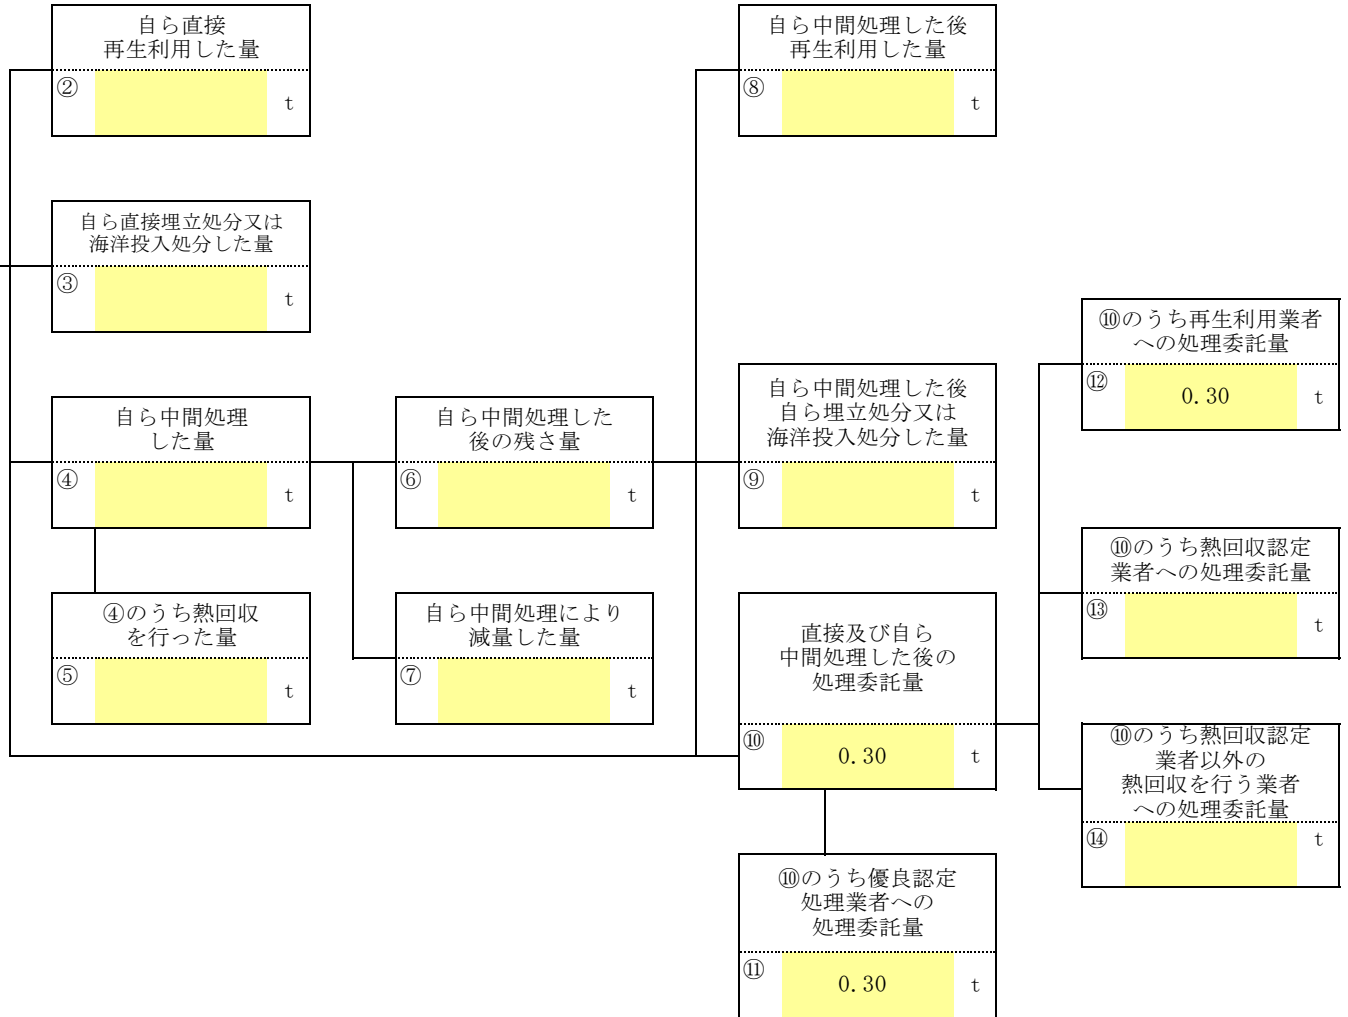 自ら直接
再生利用した量
②
t
自ら中間処理した後
再生利用した量
⑧
t
自ら直接埋立処分又は
海洋投入処分した量
③
t
⑩のうち再生利用業者
への処理委託量
⑫
0.30
t
自ら中間処理
した量
④
t
自ら中間処理した
後の残さ量
⑥
t
自ら中間処理した後
自ら埋立処分又は
海洋投入処分した量
⑨
t
⑩のうち熱回収認定
業者への処理委託量
⑬
t
④のうち熱回収
を行った量
⑤
t
自ら中間処理により
減量した量
⑦
t
直接及び自ら
中間処理した後の
処理委託量
⑩
0.30
t
⑩のうち熱回収認定
業者以外の
熱回収を行う業者
への処理委託量
⑭
t
⑩のうち優良認定
処理業者への
処理委託量
⑪
0.30
t